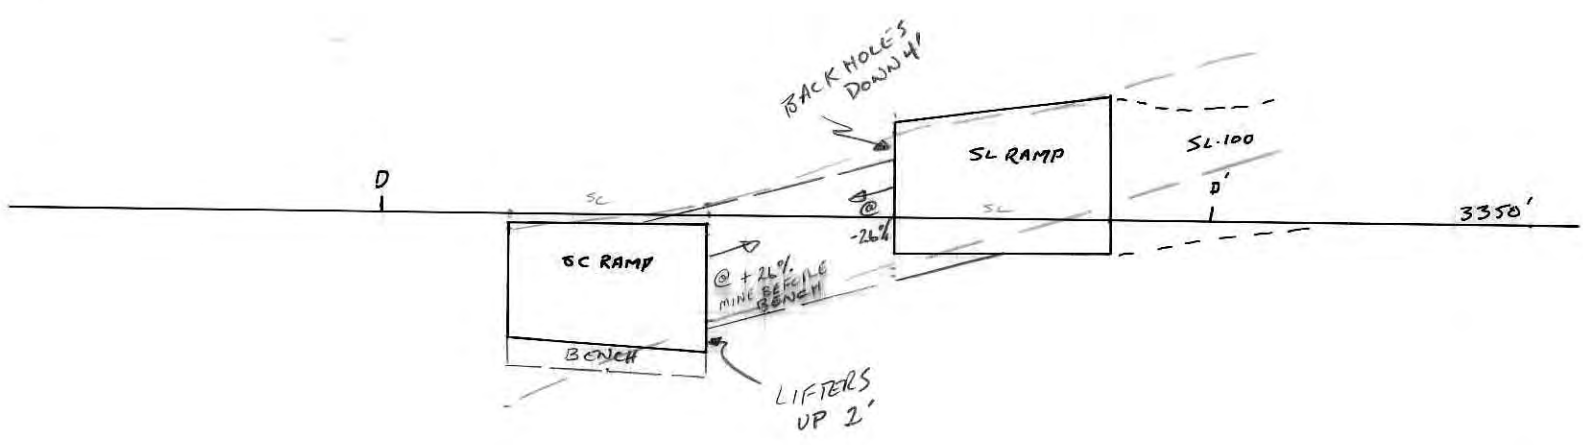 BACK HOLES
DOWN 4'
SL RAMP
SL-100
D
SC
@
-26%
SL
D'
3350'
SC RAMP
@ +26%
MINE BEFORE
BENCH
BENCH
LIFTERS
UP 2'